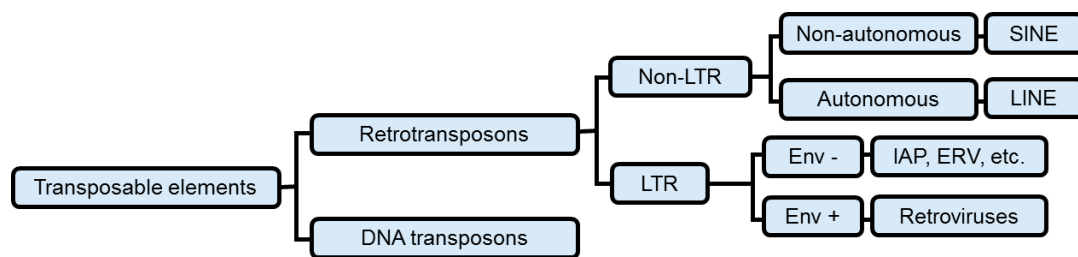 Non-autonomous
SINE
Non-LTR
Autonomous
LINE
Retrotransposons
Env -
IAP, ERV, etc.
LTR
Transposable elements
Env +
Retroviruses
DNA transposons